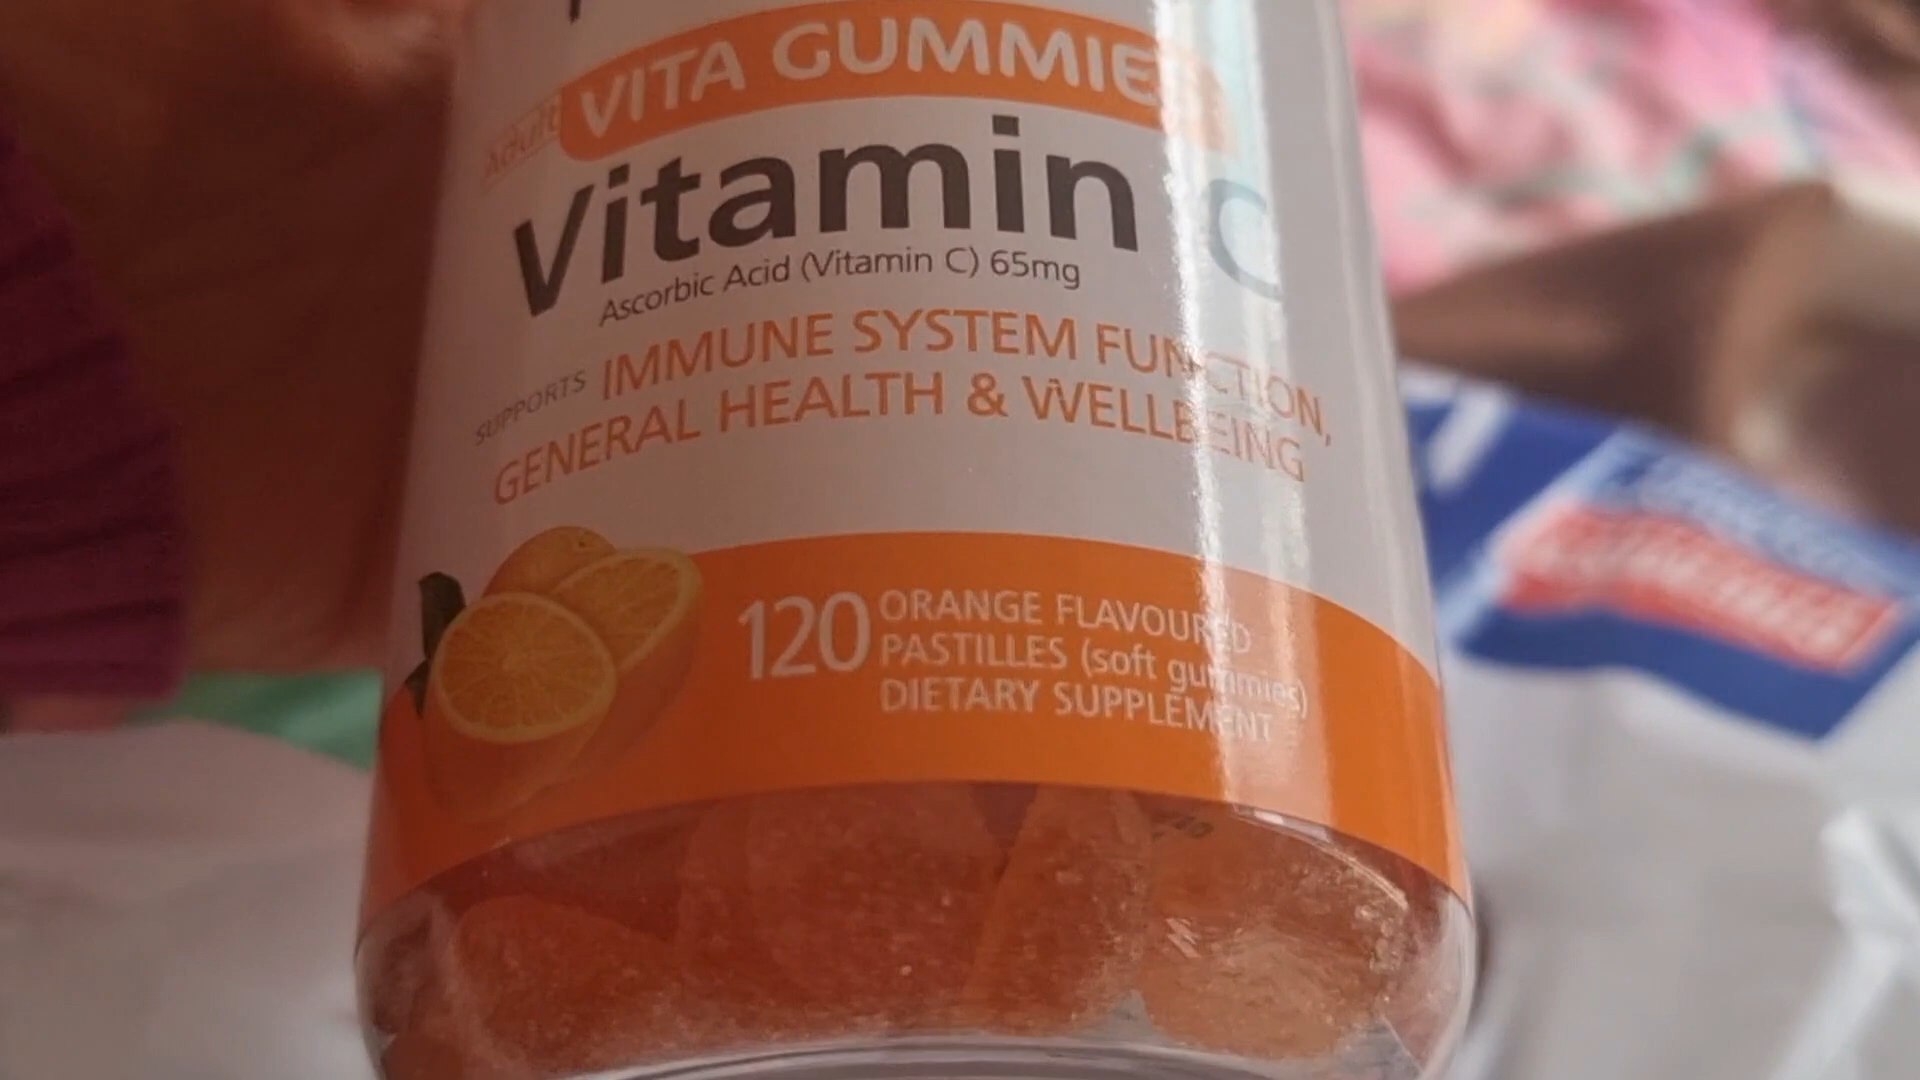 Adult VITA GUMMIE
Vitamin C
Ascorbic Acid (Vitamin C) 65mg
SUPPORTS IMMUNE SYSTEM FUNCTION,
GENERAL HEALTH & WELLBEING
120 ORANGE FLAVOURED
PASTILLES (soft gummies)
DIETARY SUPPLEMENT